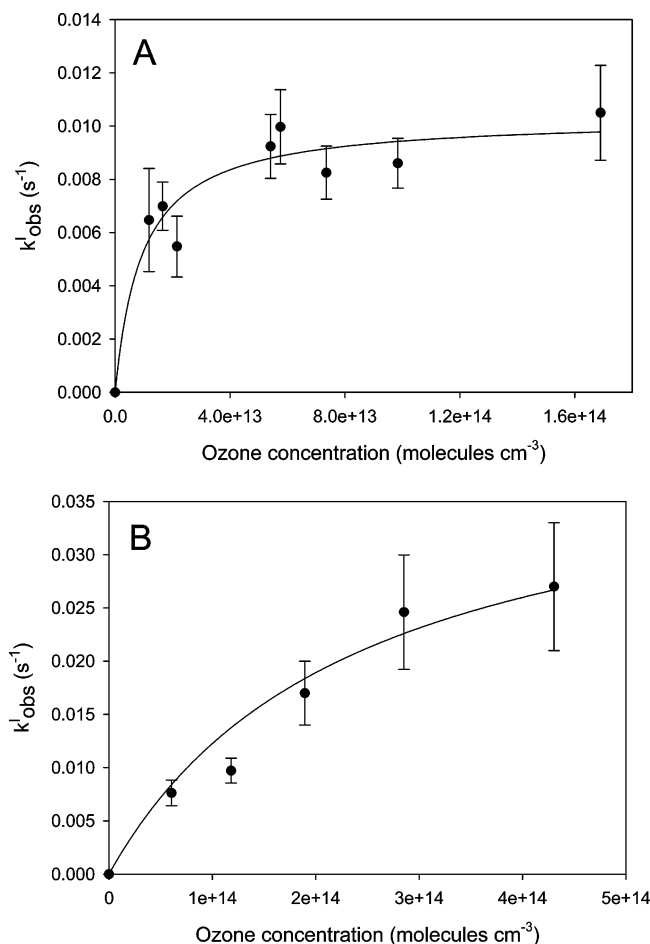 A
0.014
0.012
0.010
0.008
0.006
0.004
0.002
0.000
k^I_obs (s^-1)
0.0 4.0e+13 8.0e+13 1.2e+14 1.6e+14
Ozone concentration (molecules cm^-3)
B
0.035
0.030
0.025
0.020
0.015
0.010
0.005
0.000
k^I_obs (s^-1)
0 1e+14 2e+14 3e+14 4e+14 5e+14
Ozone concentration (molecules cm^-3)